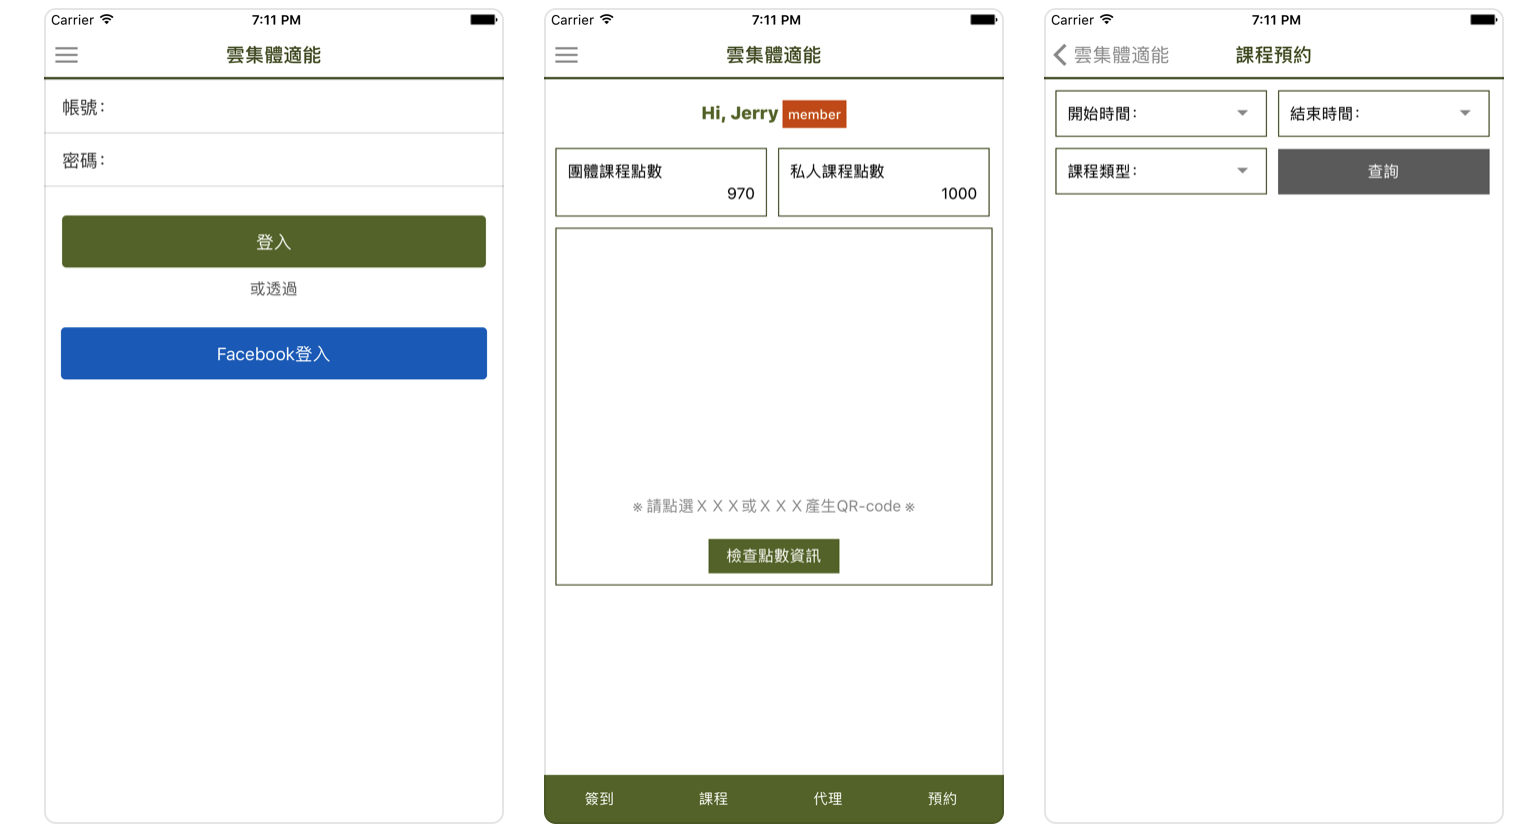 Carrier 7:11 PM
雲集體適能
帳號：
密碼：
登入
或透過
Facebook登入
Carrier 7:11 PM
雲集體適能
Hi, Jerry member
團體課程點數
970
私人課程點數
1000
※ 請點選ＸＸＸ或ＸＸＸ產生QR-code ※
檢查點數資訊
簽到 課程 代理 預約
Carrier 7:11 PM
雲集體適能 課程預約
開始時間： 結束時間：
課程類型： 查詢